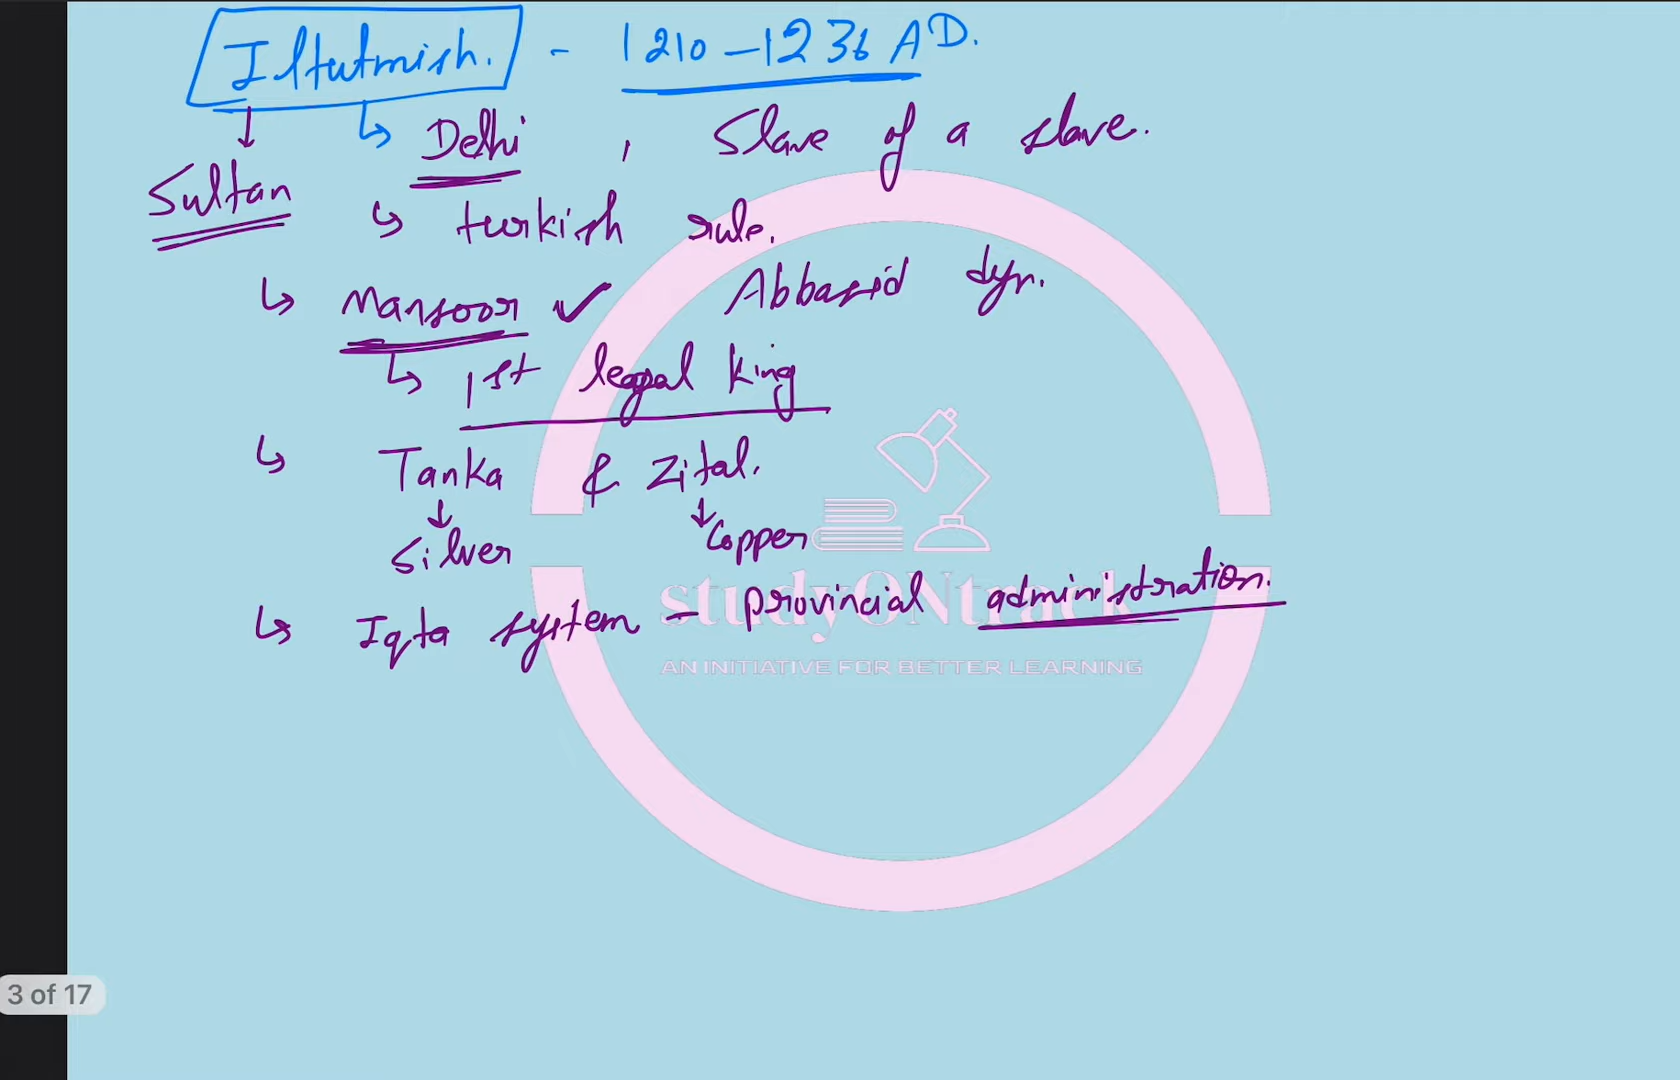 Iltutmish. - 1210 - 1236 AD.
Delhi , Slave of a slave.
Sultan
turkish rule.
Mansoor ✓ Abbasid dyn.
1st legal king
Tanka & Zital.
Silver Copper
Iqta system - provincial administration.
studyONtrack
AN INITIATIVE FOR BETTER LEARNING
3 of 17